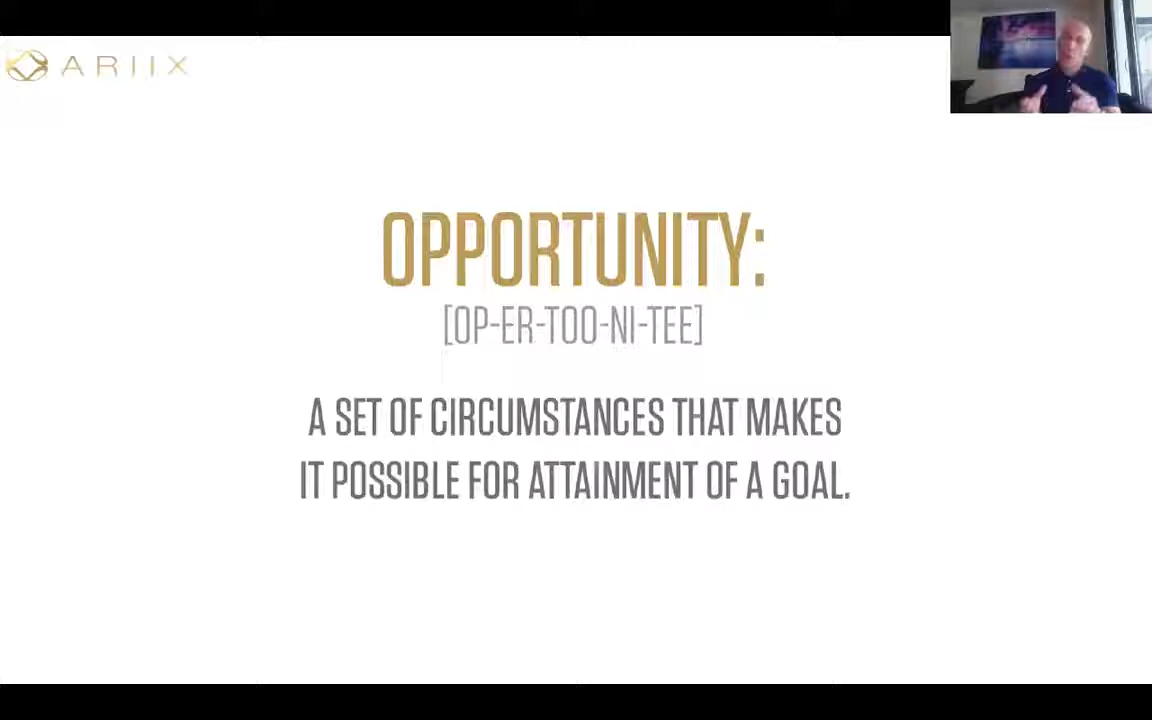 ARIIX
OPPORTUNITY:
[OP-ER-TOO-NI-TEE]
A SET OF CIRCUMSTANCES THAT MAKES
IT POSSIBLE FOR ATTAINMENT OF A GOAL.